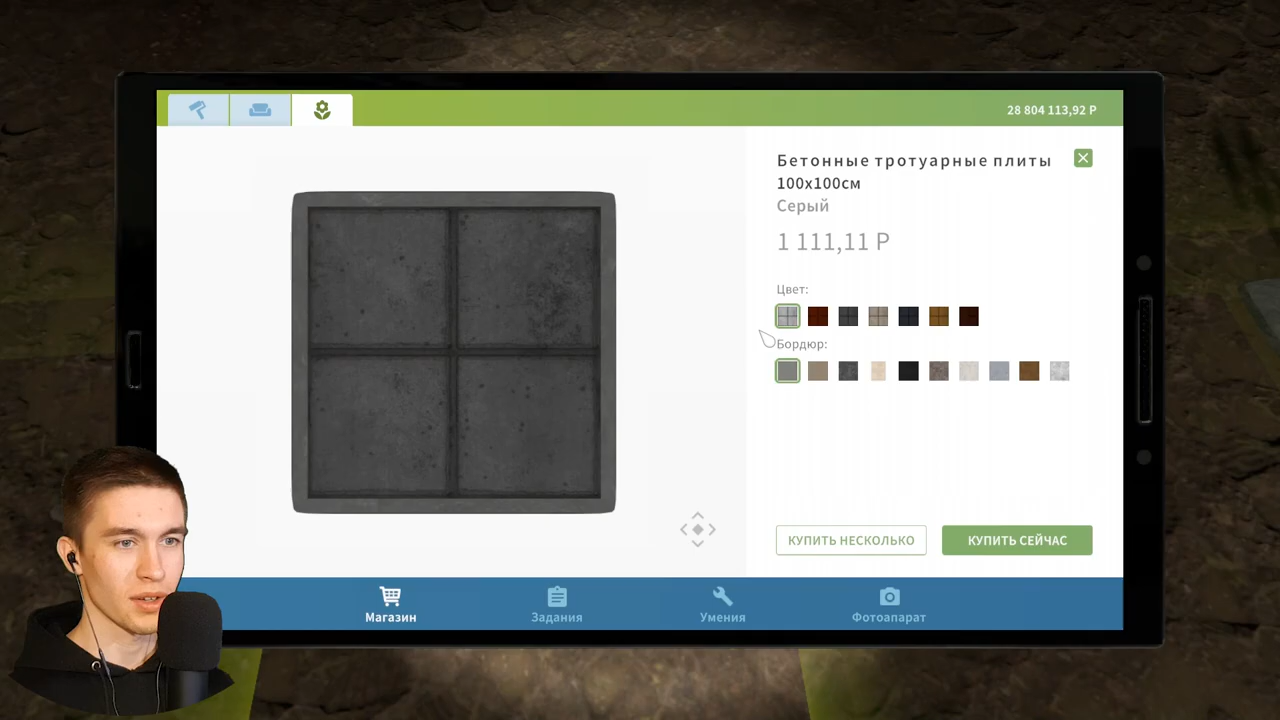 28 804 113,92 Р
Бетонные тротуарные плиты
100x100см
Серый
1 111,11 Р
Цвет:
Бордюр:
КУПИТЬ НЕСКОЛЬКО
КУПИТЬ СЕЙЧАС
Магазин
Задания
Умения
Фотоаппарат